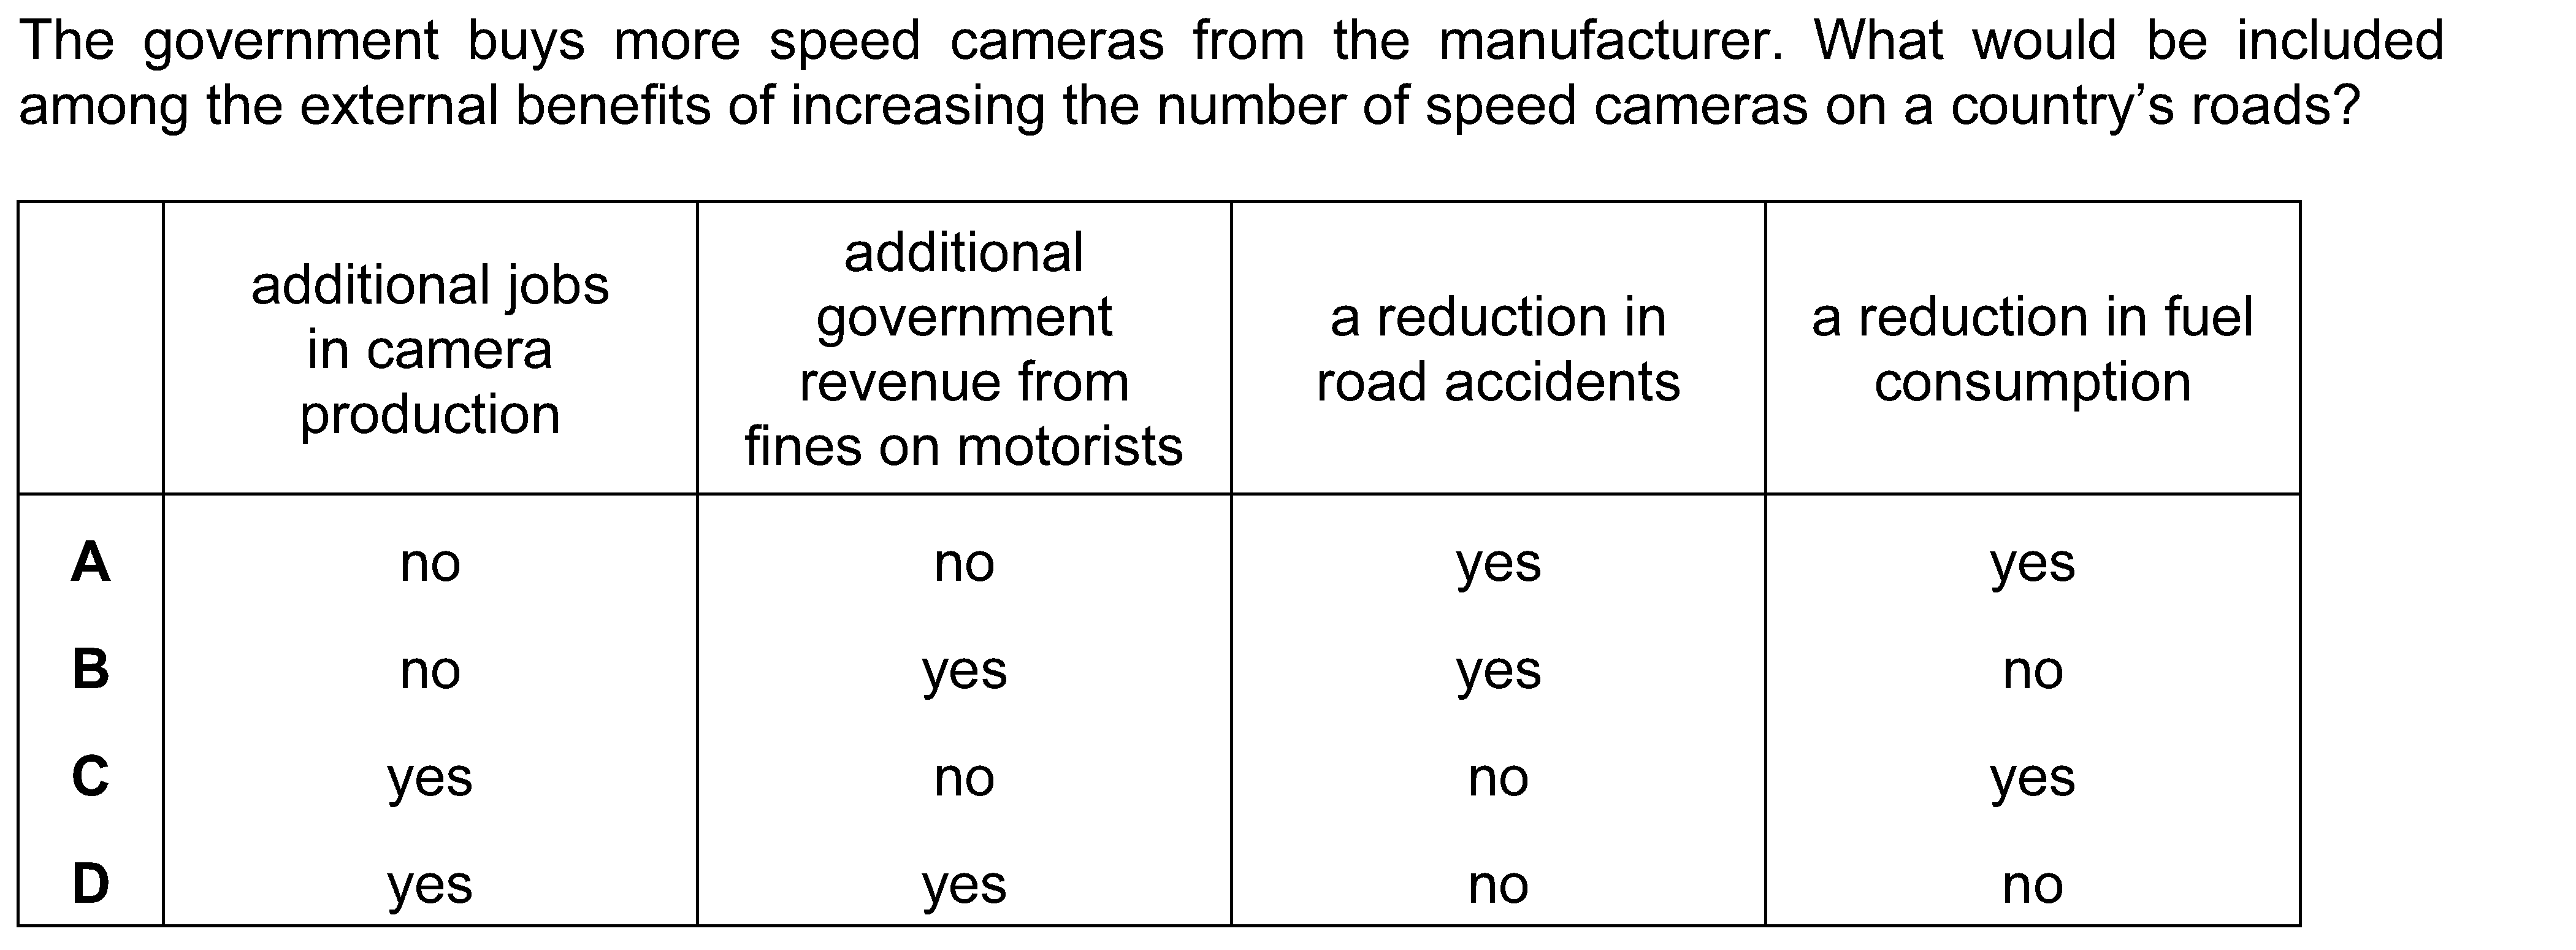 The government buys more speed cameras from the manufacturer. What would be included
among the external benefits of increasing the number of speed cameras on a country’s roads?
additional jobs
in camera
production
additional
government
revenue from
fines on motorists
a reduction in
road accidents
a reduction in fuel
consumption
A no no yes yes
B no yes yes no
C yes no no yes
D yes yes no no